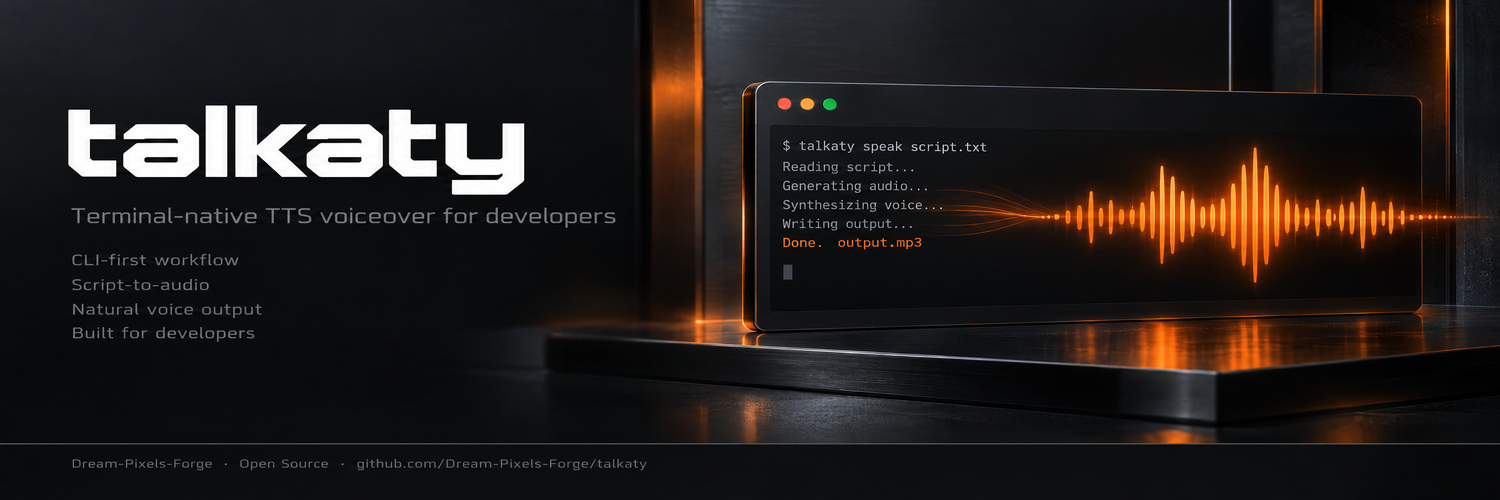 talkaty
Terminal-native TTS voiceover for developers
CLI-first workflow
Script-to-audio
Natural voice output
Built for developers
$ talkaty speak script.txt
Reading script...
Generating audio...
Synthesizing voice...
Writing output...
Done. output.mp3
Dream-Pixels-Forge · Open Source · github.com/Dream-Pixels-Forge/talkaty